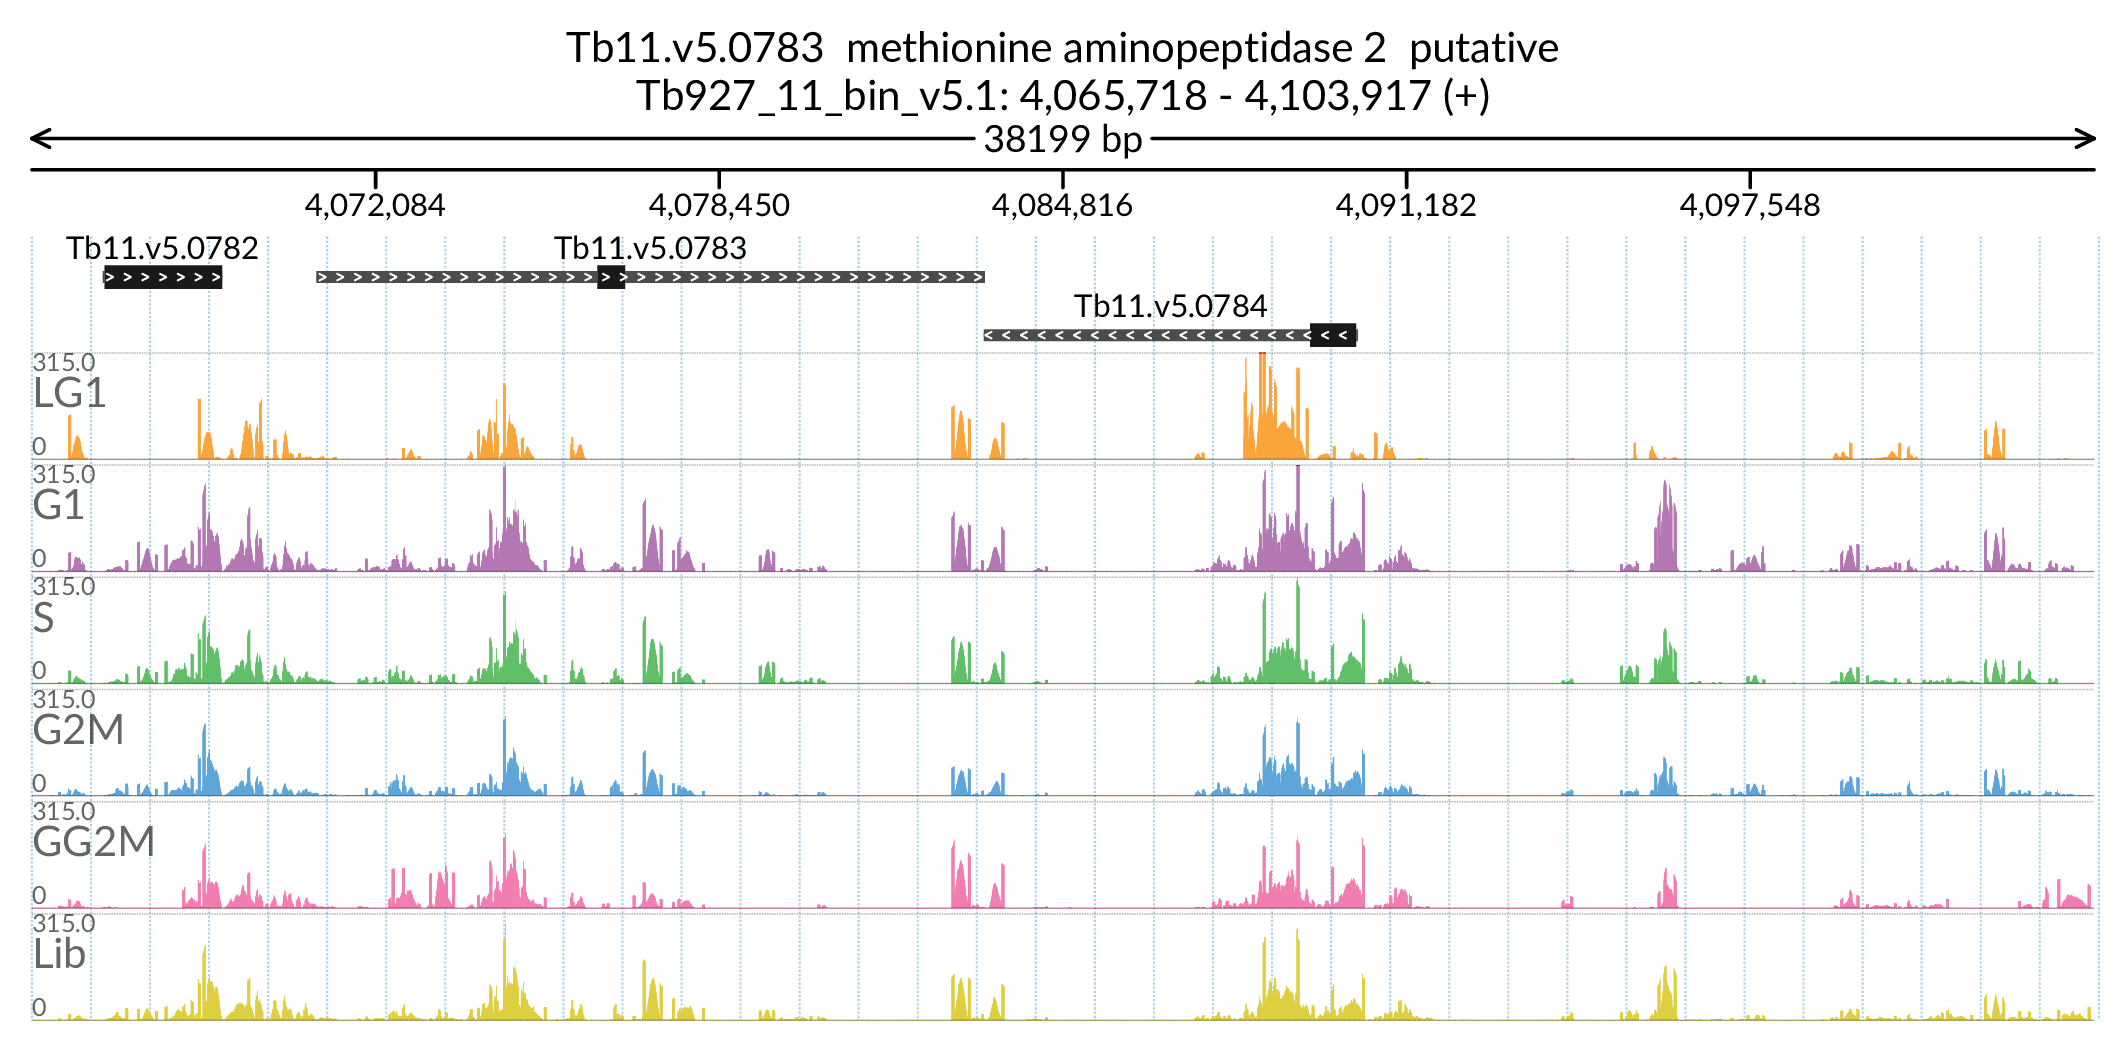 Tb11.v5.0783  methionine aminopeptidase 2  putative
Tb927_11_bin_v5.1: 4,065,718 - 4,103,917 (+)
38199 bp
4,072,084 4,078,450 4,084,816 4,091,182 4,097,548
Tb11.v5.0782 Tb11.v5.0783
Tb11.v5.0784
315.0
LG1
0
315.0
G1
0
315.0
S
0
315.0
G2M
0
315.0
GG2M
0
315.0
Lib
0